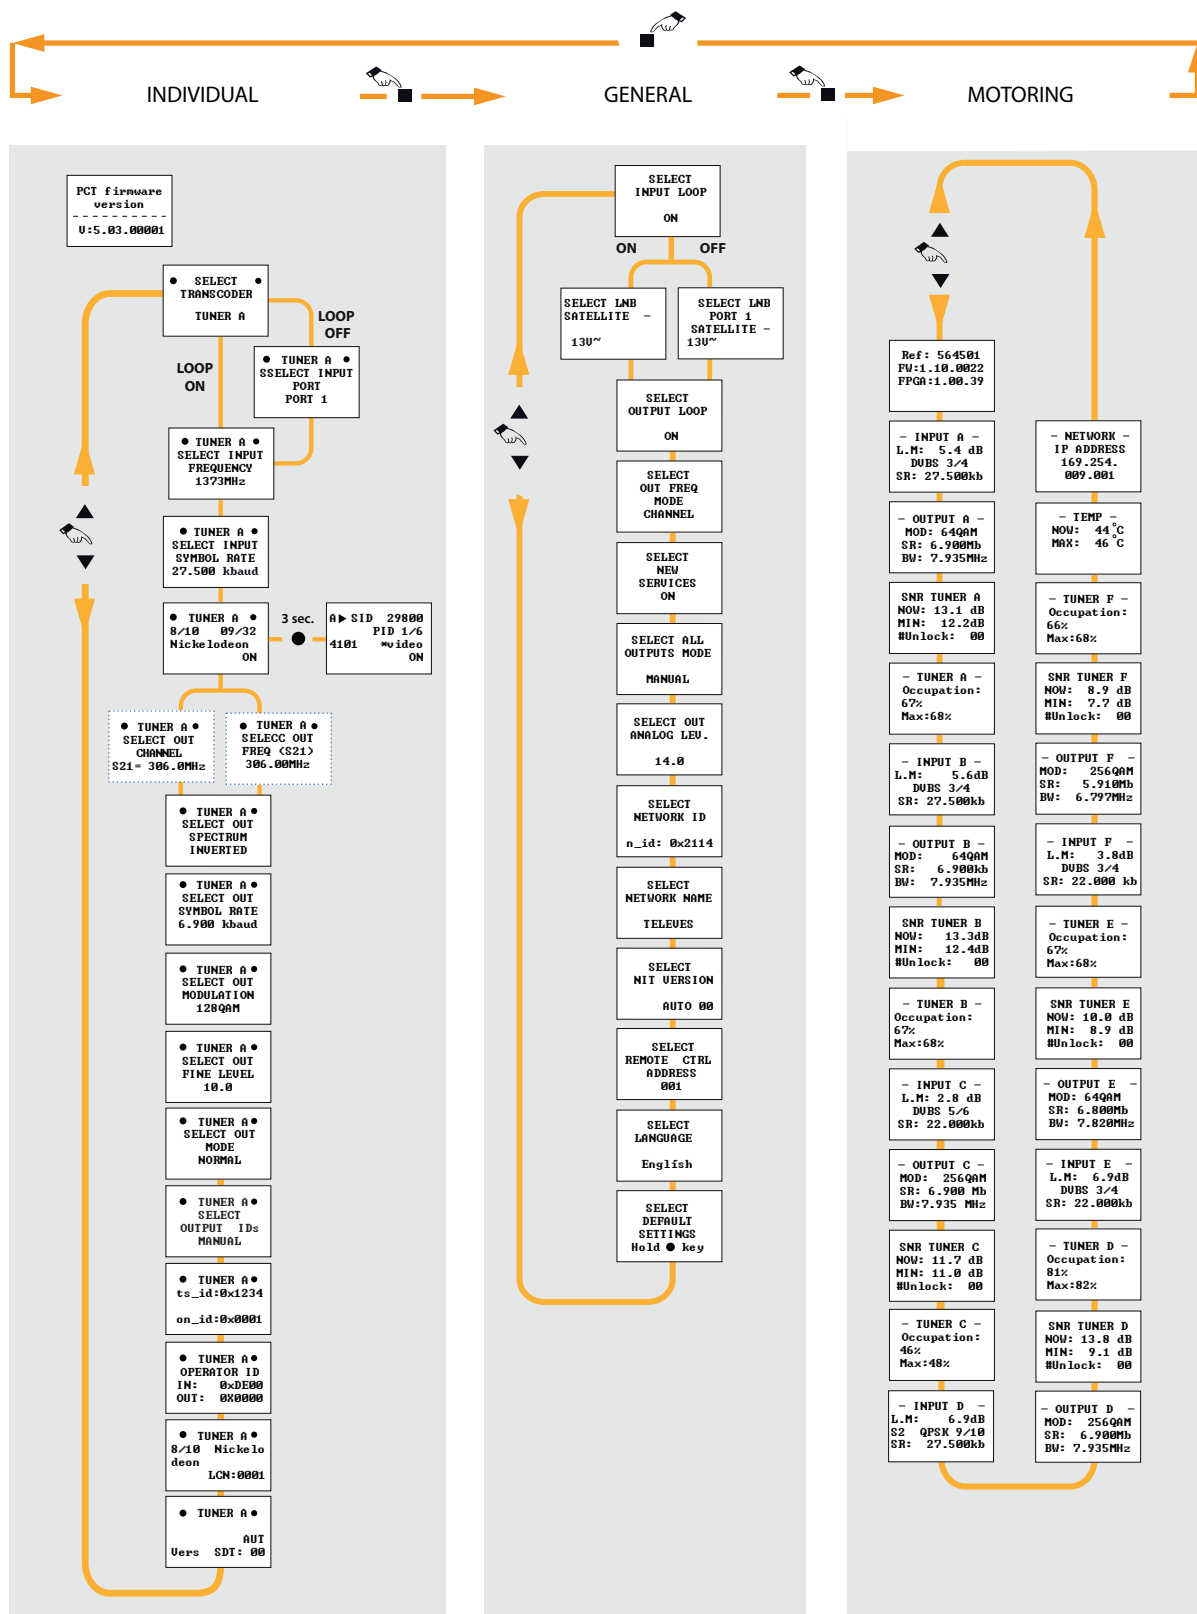 INDIVIDUAL
GENERAL
MOTORING
PCT firmware
version
- - - - - - - - - - - -
V:5.03.00001
● SELECT ●
TRANSCODER
TUNER A
LOOP
OFF
LOOP
ON
● TUNER A ●
SSELECT INPUT
PORT
PORT 1
● TUNER A ●
SELECT INPUT
FREQUENCY
1373MHz
● TUNER A ●
SELECT INPUT
SYMBOL RATE
27.500 kbaud
● TUNER A ●
8/10 09/32
Nickelodeon
ON
3 sec.
A▶ SID 29800
PID 1/6
4101 *video
ON
● TUNER A ●
SELECT OUT
CHANNEL
S21= 306.0MHz
● TUNER A ●
SELECC OUT
FREQ (S21)
306.00MHz
● TUNER A ●
SELECT OUT
SPECTRUM
INVERTED
● TUNER A ●
SELECT OUT
SYMBOL RATE
6.900 kbaud
● TUNER A ●
SELECT OUT
MODULATION
128QAM
● TUNER A ●
SELECT OUT
FINE LEVEL
10.0
● TUNER A ●
SELECT OUT
MODE
NORMAL
● TUNER A ●
SELECT
OUTPUT IDs
MANUAL
● TUNER A ●
ts_id:0x1234
on_id:0x0001
● TUNER A ●
OPERATOR ID
IN: 0xDE00
OUT: 0X0000
● TUNER A ●
8/10 Nickelo
deon
LCN:0001
● TUNER A ●
AUT
Vers SDT: 00
SELECT
INPUT LOOP
ON
ON
OFF
SELECT LNB
SATELLITE -
13V~
SELECT LNB
PORT 1
SATELLITE -
13V~
SELECT
OUTPUT LOOP
ON
SELECT
OUT FREQ
MODE
CHANNEL
SELECT
NEW
SERVICES
ON
SELECT ALL
OUTPUTS MODE
MANUAL
SELECT OUT
ANALOG LEV.
14.0
SELECT
NETWORK ID
n_id: 0x2114
SELECT
NETWORK NAME
TELEVES
SELECT
NIT VERSION
AUTO 00
SELECT
REMOTE CTRL
ADDRESS
001
SELECT
LANGUAGE
English
SELECT
DEFAULT
SETTINGS
Hold ● key
Ref: 564501
FW:1.10.0022
FPGA:1.00.39
- INPUT A -
L.M: 5.4 dB
DVBS 3/4
SR: 27.500kb
- OUTPUT A -
MOD: 64QAM
SR: 6.900Mb
BW: 7.935MHz
SNR TUNER A
NOW: 13.1 dB
MIN: 12.2dB
#Unlock: 00
- TUNER A -
Occupation:
67%
Max:68%
- INPUT B -
L.M: 5.6dB
DVBS 3/4
SR: 27.500kb
- OUTPUT B -
MOD: 64QAM
SR: 6.900kb
BW: 7.935MHz
SNR TUNER B
NOW: 13.3dB
MIN: 12.4dB
#Unlock: 00
- TUNER B -
Occupation:
67%
Max:68%
- INPUT C -
L.M: 2.8 dB
DVBS 5/6
SR: 22.000kb
- OUTPUT C -
MOD: 256QAM
SR: 6.900 Mb
BW:7.935 MHz
SNR TUNER C
NOW: 11.7 dB
MIN: 11.0 dB
#Unlock: 00
- TUNER C -
Occupation:
46%
Max:48%
- INPUT D -
L.M: 6.9dB
S2 QPSK 9/10
SR: 27.500kb
- NETWORK -
IP ADDRESS
169.254.
009.001
- TEMP -
NOW: 44°C
MAX: 46°C
- TUNER F -
Occupation:
66%
Max:68%
SNR TUNER F
NOW: 8.9 dB
MIN: 7.7 dB
#Unlock: 00
- OUTPUT F -
MOD: 256QAM
SR: 5.910Mb
BW: 6.797MHz
- INPUT F -
L.M: 3.8dB
DVBS 3/4
SR: 22.000 kb
- TUNER E -
Occupation:
67%
Max:68%
SNR TUNER E
NOW: 10.0 dB
MIN: 8.9 dB
#Unlock: 00
- OUTPUT E -
MOD: 64QAM
SR: 6.800Mb
BW: 7.820MHz
- INPUT E -
L.M: 6.9dB
DVBS 3/4
SR: 22.000kb
- TUNER D -
Occupation:
81%
Max:82%
SNR TUNER D
NOW: 13.8 dB
MIN: 9.1 dB
#Unlock: 00
- OUTPUT D -
MOD: 256QAM
SR: 6.900Mb
BW: 7.935MHz